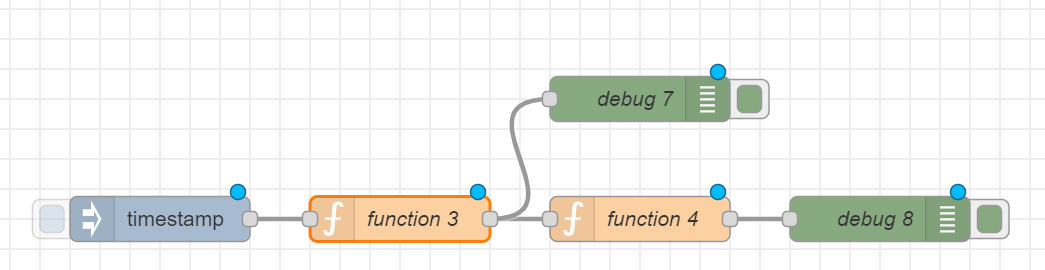 debug 7
timestamp
function 3
function 4
debug 8